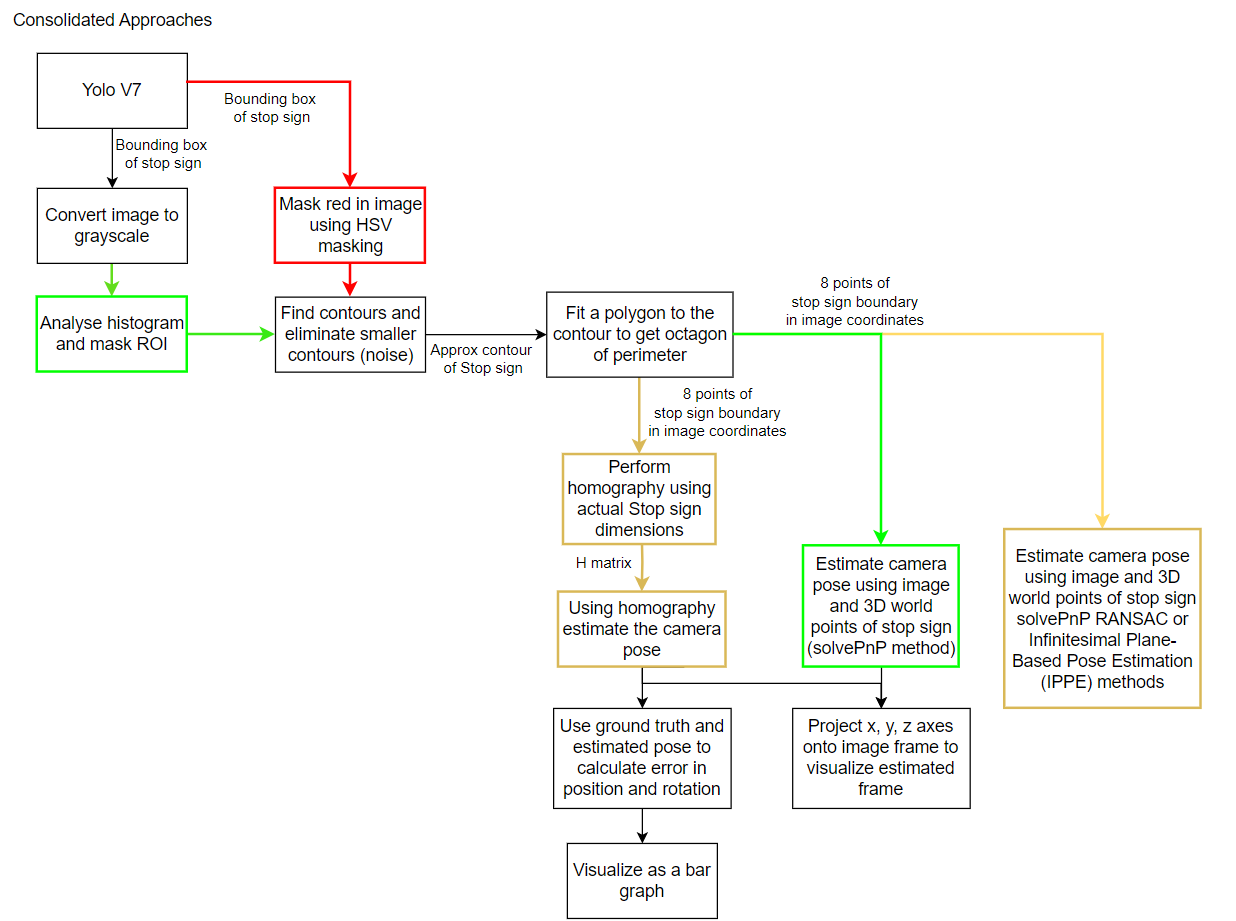 Consolidated Approaches
Yolo V7
Bounding box
of stop sign
Bounding box
of stop sign
Convert image to
grayscale
Mask red in image
using HSV
masking
Analyse histogram
and mask ROI
Find contours and
eliminate smaller
contours (noise)
Approx contour
of Stop sign
Fit a polygon to the
contour to get octagon
of perimeter
8 points of
stop sign boundary
in image coordinates
8 points of
stop sign boundary
in image coordinates
Perform
homography using
actual Stop sign
dimensions
H matrix
Using homography
estimate the camera
pose
Estimate camera
pose using image
and 3D world
points of stop sign
(solvePnP method)
Estimate camera pose
using image and 3D
world points of stop sign
solvePnP RANSAC or
Infinitesimal Plane-
Based Pose Estimation
(IPPE) methods
Use ground truth and
estimated pose to
calculate error in
position and rotation
Project x, y, z axes
onto image frame to
visualize estimated
frame
Visualize as a bar
graph